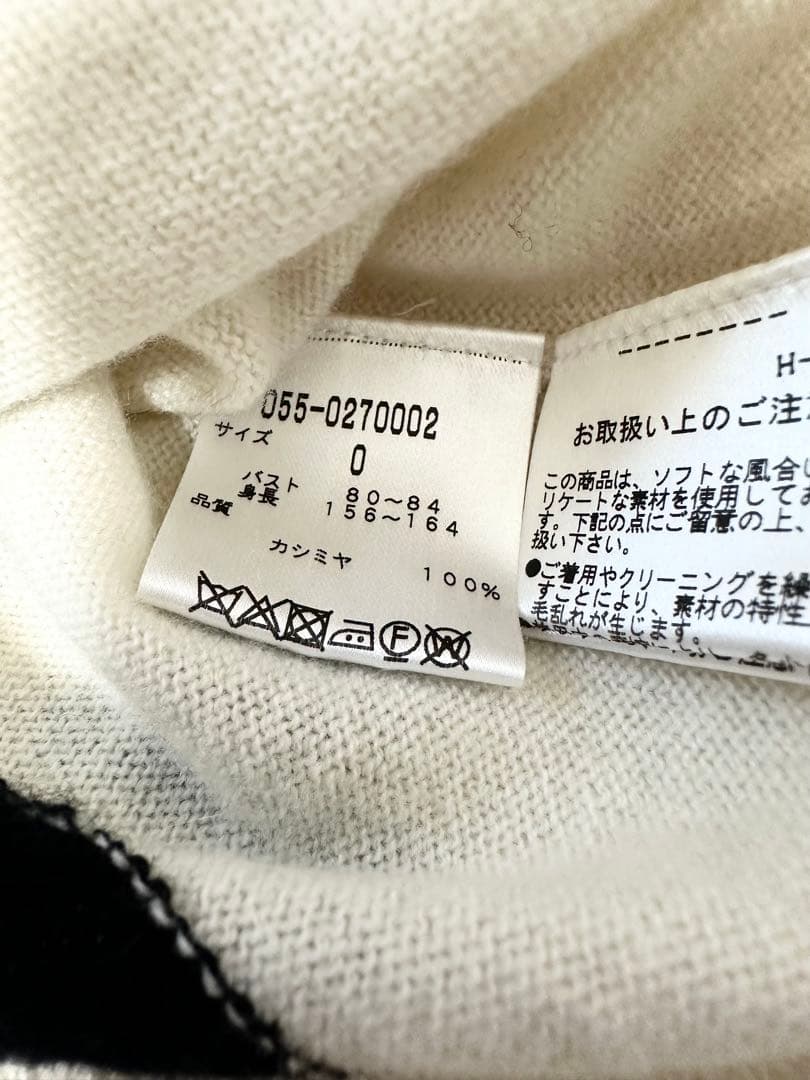 055-0270002
サイズ
0
バスト 80～84
身長 156～164
品質
カシミヤ 100%
F W
H-
お取扱い上のご注
この商品は、ソフトな風合い
リケートな素材を使用して
す。下記の点にご留意の上、
扱い下さい。
●ご着用やクリーニングを繰
すことにより、素材の特性
毛乱れが生じます。